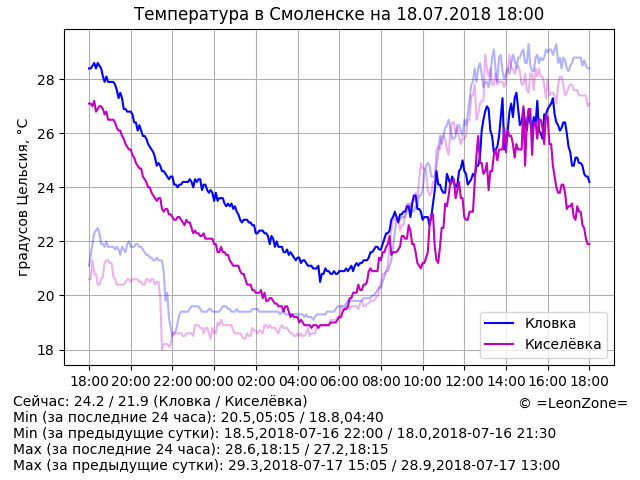 Температура в Смоленске на 18.07.2018 18:00
градусов Цельсия, °C
28
26
24
22
20
18
Кловка
Киселёвка
18:00 20:00 22:00 00:00 02:00 04:00 06:00 08:00 10:00 12:00 14:00 16:00 18:00
Сейчас: 24.2 / 21.9 (Кловка / Киселёвка)
© =LeonZone=
Min (за последние 24 часа): 20.5,05:05 / 18.8,04:40
Min (за предыдущие сутки): 18.5,2018-07-16 22:00 / 18.0,2018-07-16 21:30
Max (за последние 24 часа): 28.6,18:15 / 27.2,18:15
Max (за предыдущие сутки): 29.3,2018-07-17 15:05 / 28.9,2018-07-17 13:00